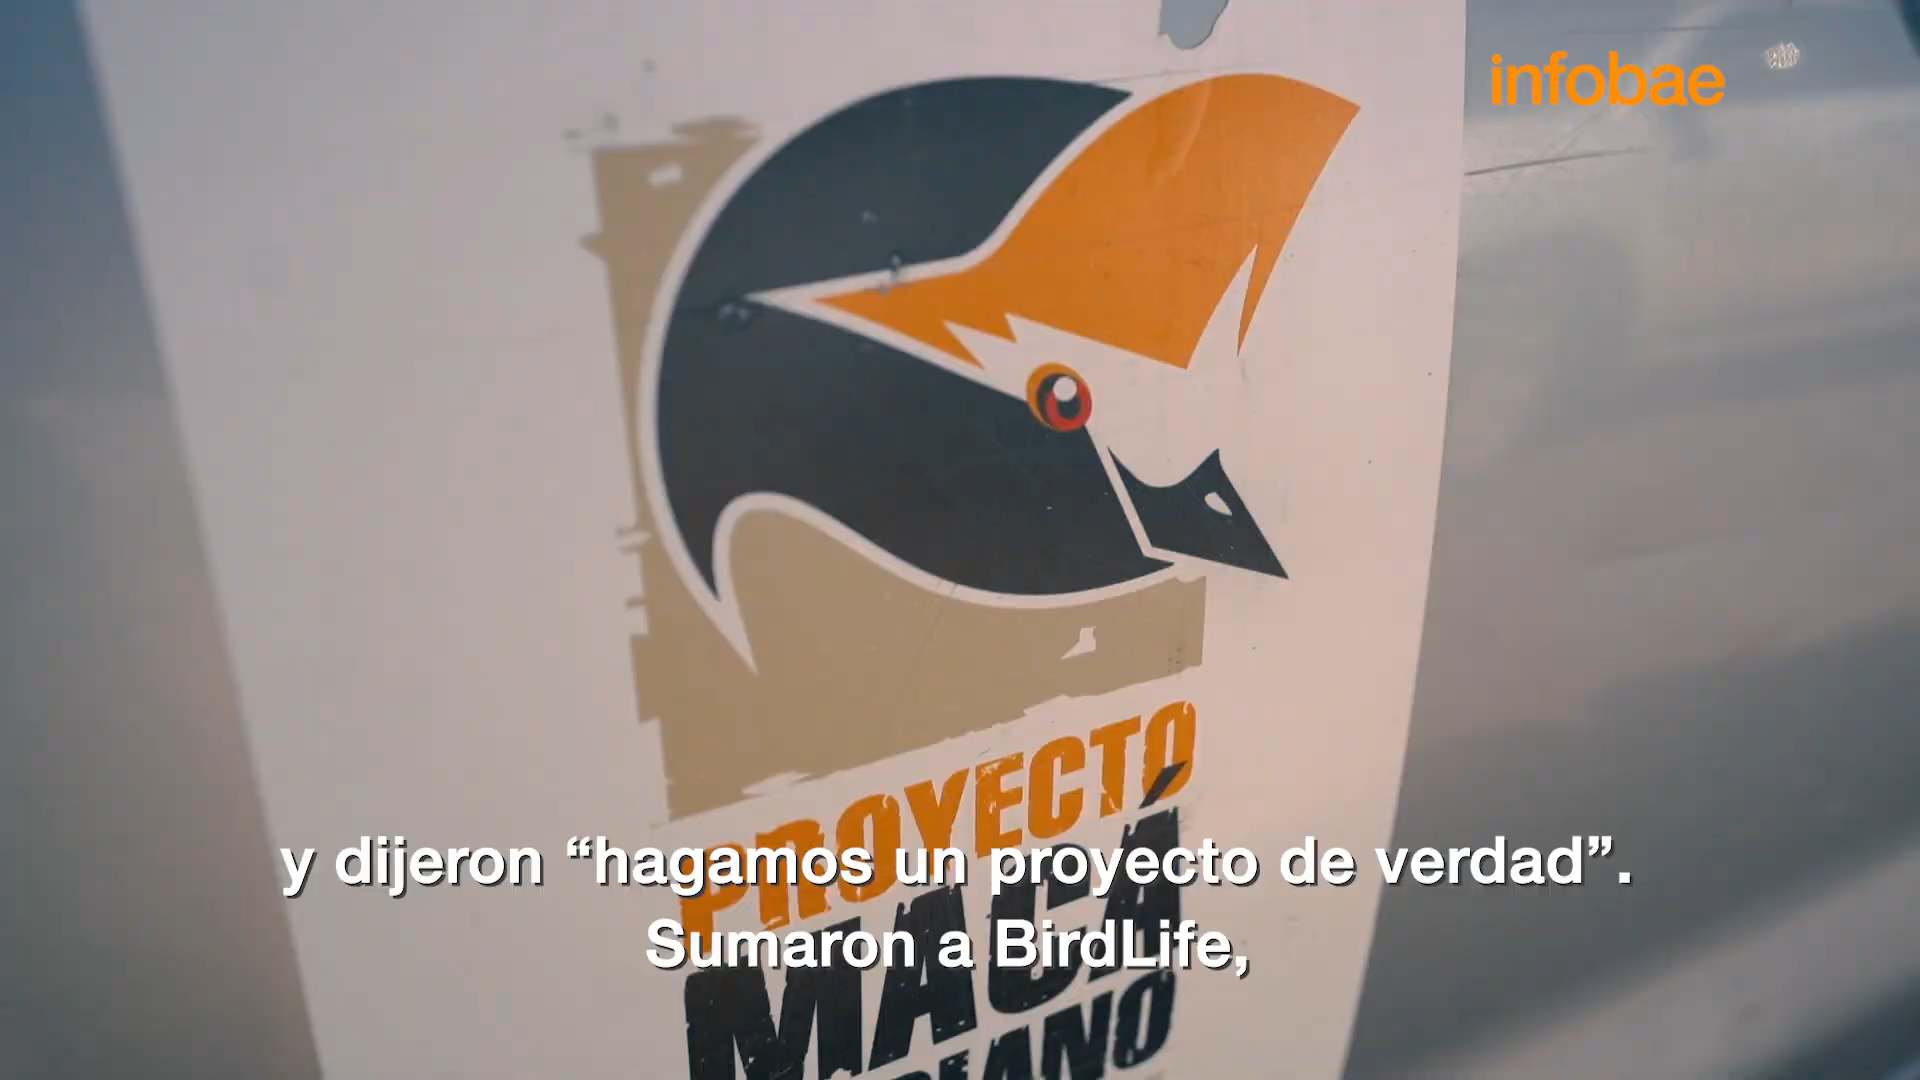 infobae
PROYECTO
MACÁ
y dijeron “hagamos un proyecto de verdad”.
Sumaron a BirdLife,